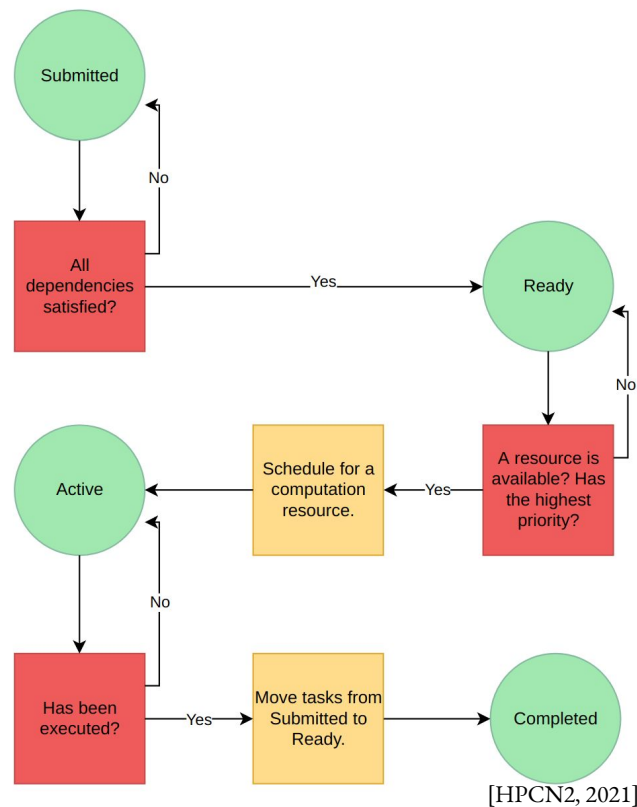 Submitted
No
All
dependencies
satisfied?
Yes
Ready
No
A resource is
available? Has
the highest
priority?
Yes
Schedule for a
computation
resource.
Active
No
Has been
executed?
Yes
Move tasks from
Submitted to
Ready.
Completed
[HPCN2, 2021]